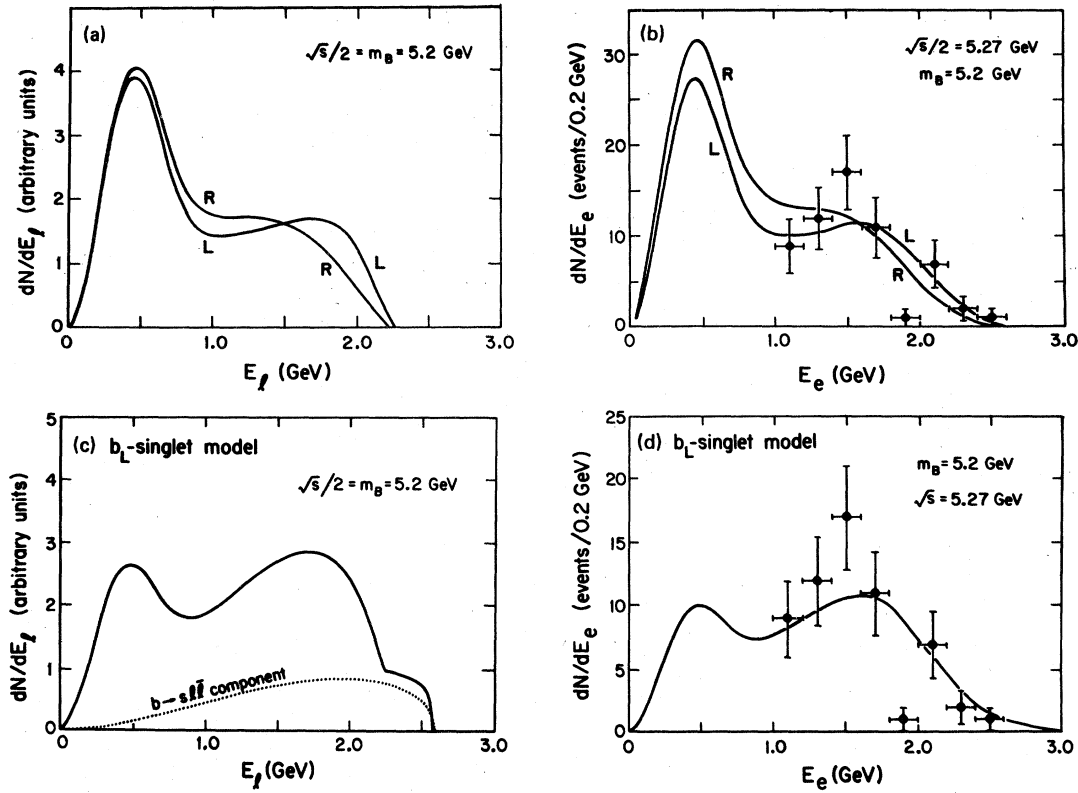 (a)
√s/2 = m_B = 5.2 GeV
dN/dE_ℓ (arbitrary units)
4
3
2
1
0
R
L
R
L
0
1.0
2.0
3.0
E_ℓ (GeV)
(b)
√s/2 = 5.27 GeV
m_B = 5.2 GeV
dN/dE_e (events/0.2 GeV)
30
20
10
0
R
L
L
R
0
1.0
2.0
3.0
E_e (GeV)
(c) b_L-singlet model
√s/2 = m_B = 5.2 GeV
dN/dE_ℓ (arbitrary units)
5
4
3
2
1
0
b → s ℓ ℓ̄ component
0
1.0
2.0
3.0
E_ℓ (GeV)
(d) b_L-singlet model
m_B = 5.2 GeV
√s = 5.27 GeV
dN/dE_e (events/0.2 GeV)
25
20
15
10
5
0
0
1.0
2.0
3.0
E_e (GeV)